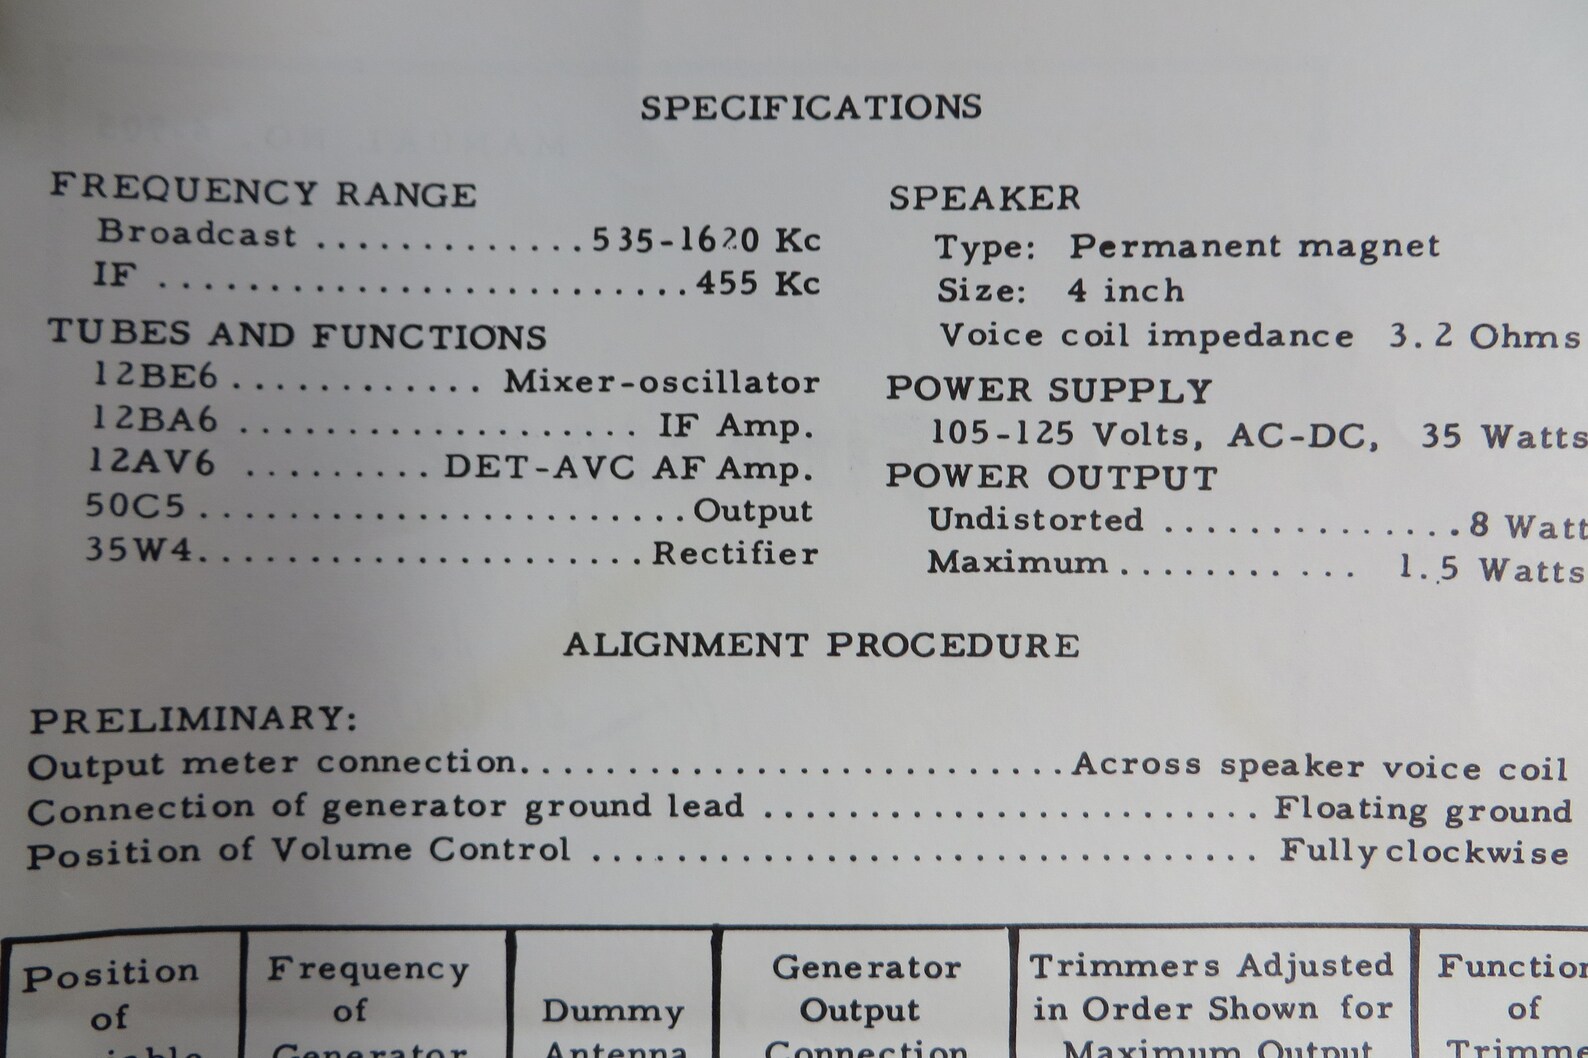 SPECIFICATIONS
FREQUENCY RANGE
Broadcast .............535-1620 Kc
IF ........................455 Kc
TUBES AND FUNCTIONS
12BE6............ Mixer-oscillator
12BA6 ................... IF Amp.
12AV6 .........DET-AVC AF Amp.
50C5.......................Output
35W4.....................Rectifier
SPEAKER
Type: Permanent magnet
Size: 4 inch
Voice coil impedance 3.2 Ohms
POWER SUPPLY
105-125 Volts, AC-DC, 35 Watts
POWER OUTPUT
Undistorted ..............8 Watt
Maximum........... 1.5 Watts
ALIGNMENT PROCEDURE
PRELIMINARY:
Output meter connection..........................Across speaker voice coil
Connection of generator ground lead ....................... Floating ground
Position of Volume Control ............................... Fully clockwise
Position
of
Frequency
of
Generator
Dummy
Antenna
Generator
Output
Connection
Trimmers Adjusted
in Order Shown for
Maximum Output
Function
of